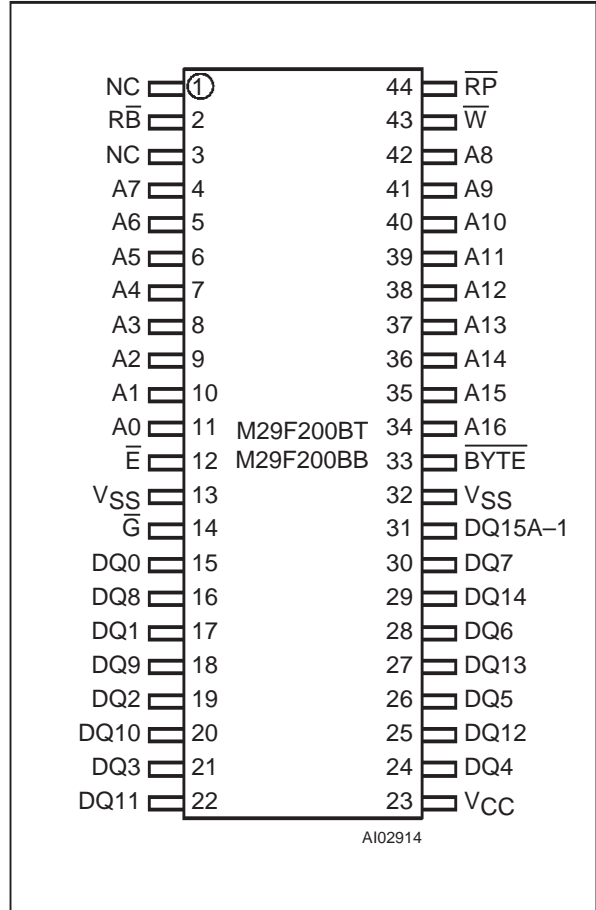 NC 1 44 R̅P̅
RB̅ 2 43 W̅
NC 3 42 A8
A7 4 41 A9
A6 5 40 A10
A5 6 39 A11
A4 7 38 A12
A3 8 37 A13
A2 9 36 A14
A1 10 35 A15
A0 11 M29F200BT 34 A16
E̅ 12 M29F200BB 33 B̅Y̅T̅E̅
VSS 13 32 VSS
G̅ 14 31 DQ15A–1
DQ0 15 30 DQ7
DQ8 16 29 DQ14
DQ1 17 28 DQ6
DQ9 18 27 DQ13
DQ2 19 26 DQ5
DQ10 20 25 DQ12
DQ3 21 24 DQ4
DQ11 22 23 VCC
AI02914